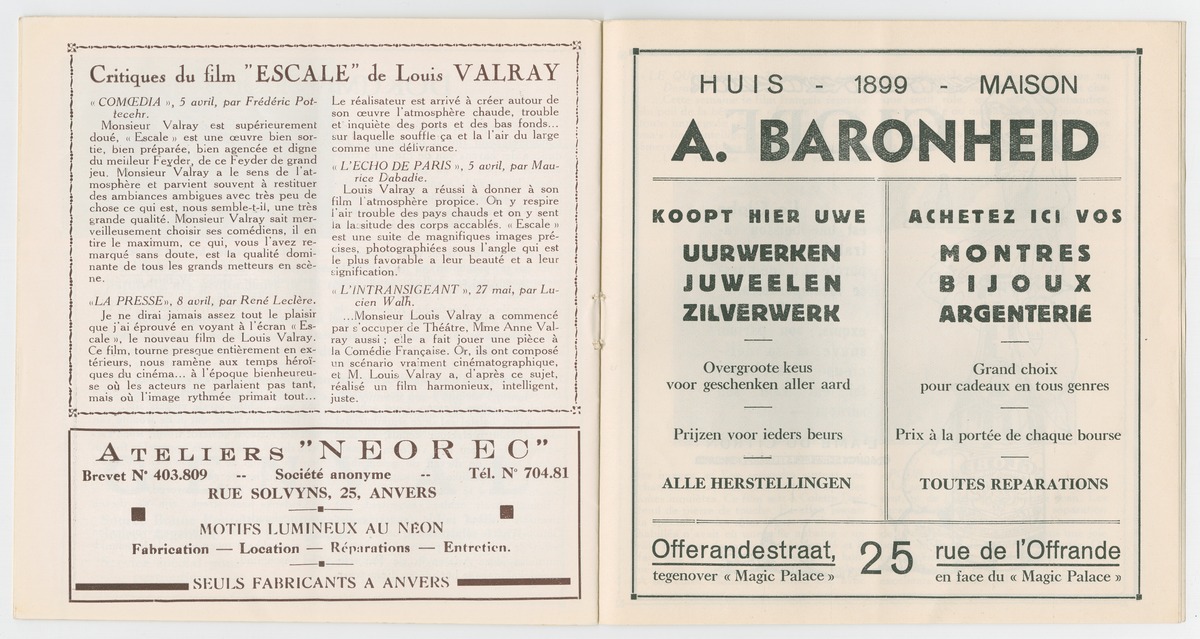 Critiques du film "ESCALE" de Louis VALRAY
« COMŒDIA », 5 avril, par Frédéric Pot-
tecehr.
Monsieur Valray est supérieurement
doué, « Escale » est une œuvre bien sor-
tie, bien préparée, bien agencée et digne
du meilleur Feyder, de ce Feyder de grand
jeu. Monsieur Valray a le sens de l'at-
mosphère et parvient souvent à restituer
des ambiances ambigues avec très peu de
chose ce qui est, nous semble-t-il, une très
grande qualité. Monsieur Valray sait mer-
veilleusement choisir ses comédiens, il en
tire le maximum, ce qui, vous l'avez re-
marqué sans doute, est la qualité domi-
nante de tous les grands metteurs en scè-
ne.
«LA PRESSE», 8 avril, par René Leclère.
Je ne dirai jamais assez tout le plaisir
que j'ai éprouvé en voyant à l'écran « Es-
cale », le nouveau film de Louis Valray.
Ce film, tourne presque entièrement en ex-
térieurs, nous ramène aux temps héroï-
ques du cinéma... à l'époque bienheureu-
se où les acteurs ne parlaient pas tant,
mais où l'image rythmée primait tout...
Le réalisateur est arrivé à créer autour de
son œuvre l'atmosphère chaude, trouble
et inquiète des ports et des bas fonds...
sur laquelle souffle ça et la l'air du large
comme une délivrance.
« L'ECHO DE PARIS », 5 avril, par Mau-
rice Dabadie.
Louis Valray a réussi à donner à son
film l'atmosphère propice. On y respire
l'air trouble des pays chauds et on y sent
la lassitude des corps accablés. « Escale »
est une suite de magnifiques images pré-
cises, photographiées sous l'angle qui est
le plus favorable a leur beauté et a leur
signification.
« L'INTRANSIGEANT », 27 mai, par Lu-
cien Walh.
...Monsieur Louis Valray a commencé
par s'occuper de Théâtre, Mme Anne Val-
ray aussi ; elle a fait jouer une pièce à
la Comédie Française. Or, ils ont composé
un scénario vraiment cinématographique,
et M. Louis Valray a, d'après ce sujet,
réalisé un film harmonieux, intelligent,
juste.
ATELIERS "NEOREC"
Brevet N° 403.809 -- Société anonyme -- Tél. N° 704.81
RUE SOLVYNS, 25, ANVERS
MOTIFS LUMINEUX AU NÉON
Fabrication — Location — Réparations — Entretien.
SEULS FABRICANTS A ANVERS
HUIS - 1899 - MAISON
A. BARONHEID
KOOPT HIER UWE
UURWERKEN
JUWEELEN
ZILVERWERK
Overgroote keus
voor geschenken aller aard
Prijzen voor ieders beurs
ALLE HERSTELLINGEN
ACHETEZ ICI VOS
MONTRES
BIJOUX
ARGENTERIE
Grand choix
pour cadeaux en tous genres
Prix à la portée de chaque bourse
TOUTES REPARATIONS
Offerandestraat, 25 rue de l'Offrande
tegenover « Magic Palace » en face du « Magic Palace »